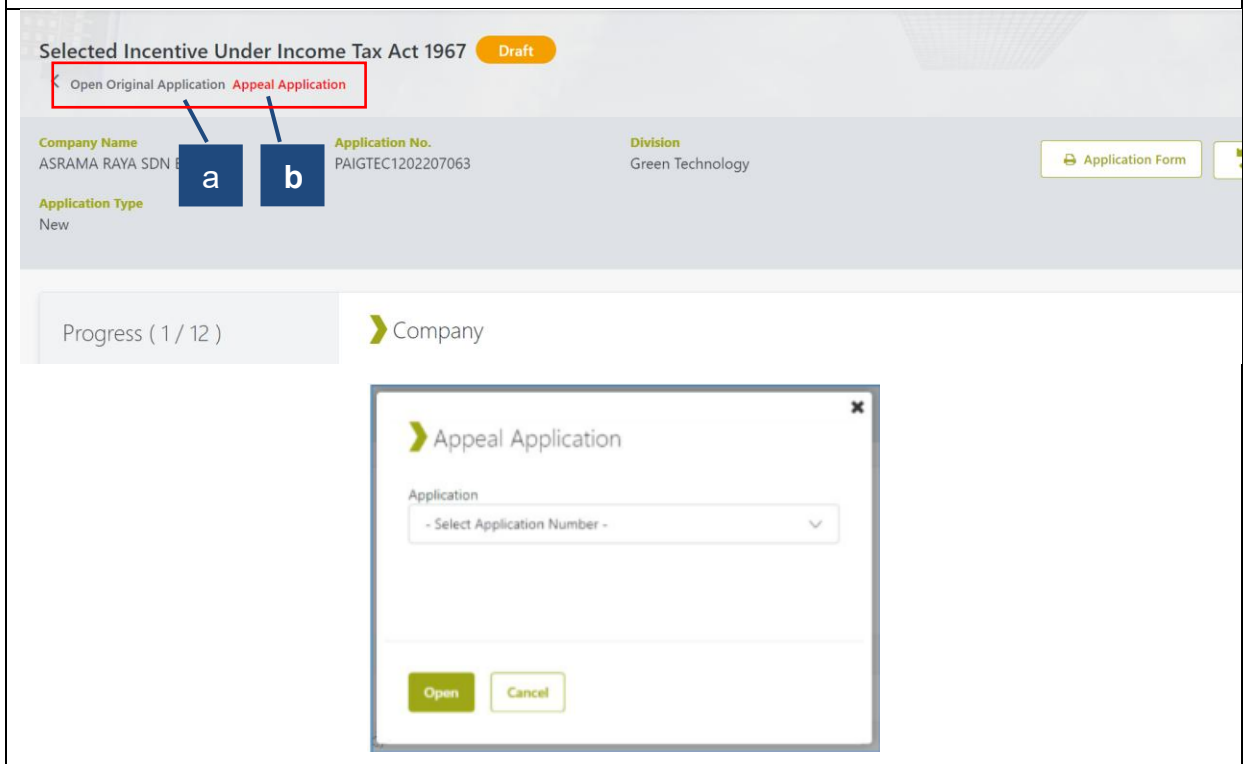 Selected Incentive Under Income Tax Act 1967 Draft
Open Original Application Appeal Application
Company Name Application No. Division
ASRAMA RAYA SDN PAIGTEC1202207063 Green Technology
Application Form
a b
Application Type
New
Progress ( 1 / 12 )
Company
Appeal Application
Application
- Select Application Number -
Open Cancel